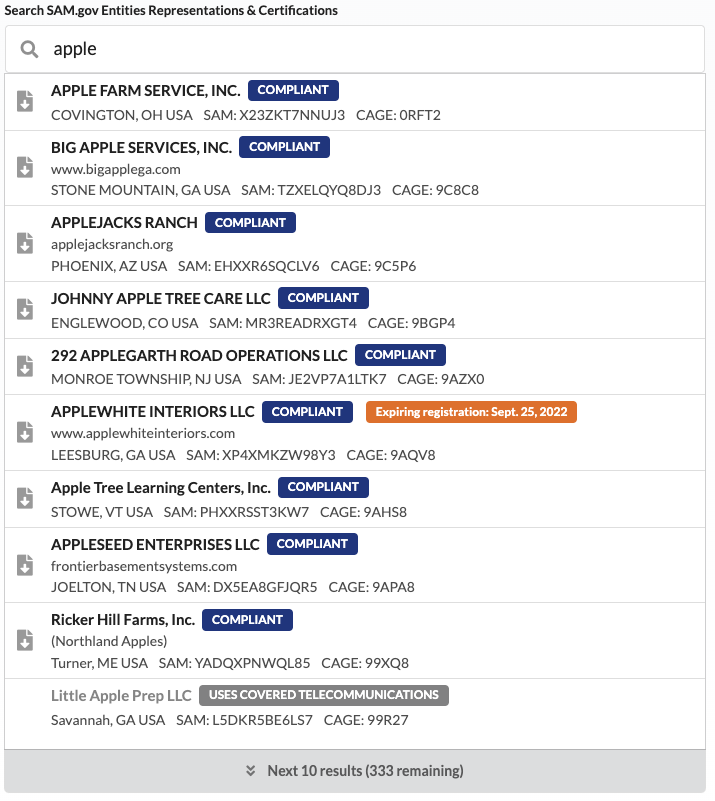 Search SAM.gov Entities Representations & Certifications
apple
APPLE FARM SERVICE, INC. COMPLIANT
COVINGTON, OH USA SAM: X23ZKT7NNUJ3 CAGE: 0RFT2
BIG APPLE SERVICES, INC. COMPLIANT
www.bigapplega.com
STONE MOUNTAIN, GA USA SAM: TZXELQYQ8DJ3 CAGE: 9C8C8
APPLEJACKS RANCH COMPLIANT
applejacksranch.org
PHOENIX, AZ USA SAM: EHXXR6SQCLV6 CAGE: 9C5P6
JOHNNY APPLE TREE CARE LLC COMPLIANT
ENGLEWOOD, CO USA SAM: MR3READRXGT4 CAGE: 9BGP4
292 APPLEGARTH ROAD OPERATIONS LLC COMPLIANT
MONROE TOWNSHIP, NJ USA SAM: JE2VP7A1LTK7 CAGE: 9AZX0
APPLEWHITE INTERIORS LLC COMPLIANT Expiring registration: Sept. 25, 2022
www.applewhiteinteriors.com
LEESBURG, GA USA SAM: XP4XMKZW98Y3 CAGE: 9AQV8
Apple Tree Learning Centers, Inc. COMPLIANT
STOWE, VT USA SAM: PHXXRSST3KW7 CAGE: 9AHS8
APPLESEED ENTERPRISES LLC COMPLIANT
frontierbasementsystems.com
JOELTON, TN USA SAM: DX5EA8GFJQR5 CAGE: 9APA8
Ricker Hill Farms, Inc. COMPLIANT
(Northland Apples)
Turner, ME USA SAM: YADQXPNWQL85 CAGE: 99XQ8
Little Apple Prep LLC USES COVERED TELECOMMUNICATIONS
Savannah, GA USA SAM: L5DKR5BE6LS7 CAGE: 99R27
Next 10 results (333 remaining)